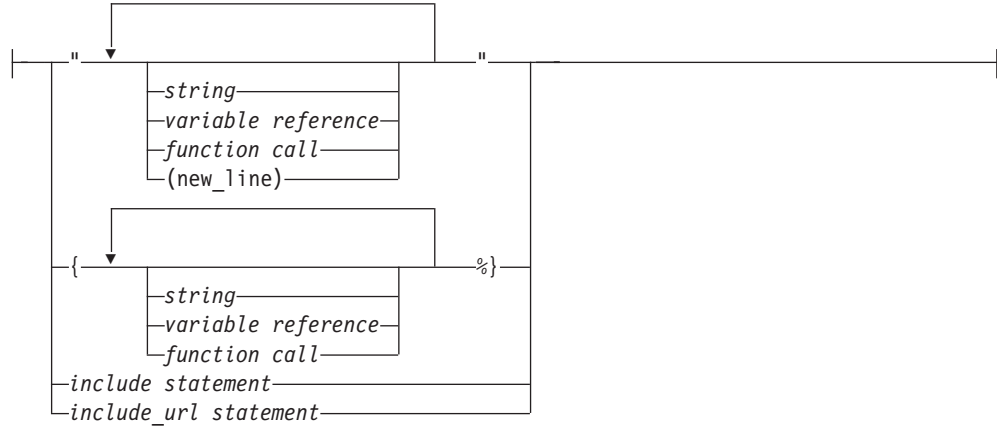 " "
string
variable reference
function call
(new_line)
{ %}
string
variable reference
function call
include statement
include_url statement